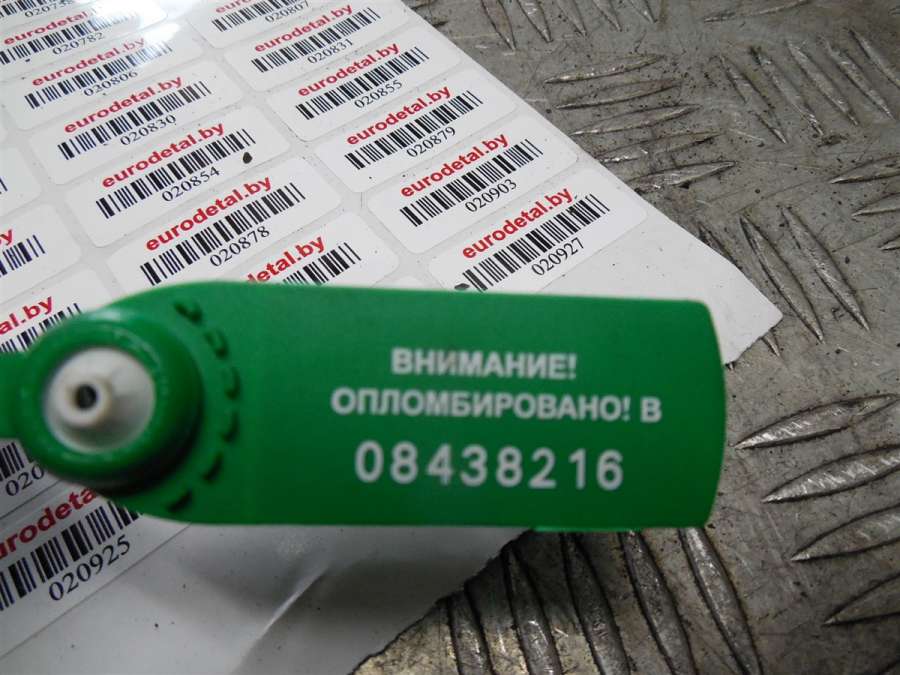 020782
020807
eurodetal.by
020806
eurodetal.by
020831
eurodetal.by
020830
eurodetal.by
020855
eurodetal.by
020854
eurodetal.by
020879
eurodetal.by
020878
eurodetal.by
020903
eurodetal.by
eurodetal.by
020927
ВНИМАНИЕ!
ОПЛОМБИРОВАНО! В
08438216
eurodetal.by
020925